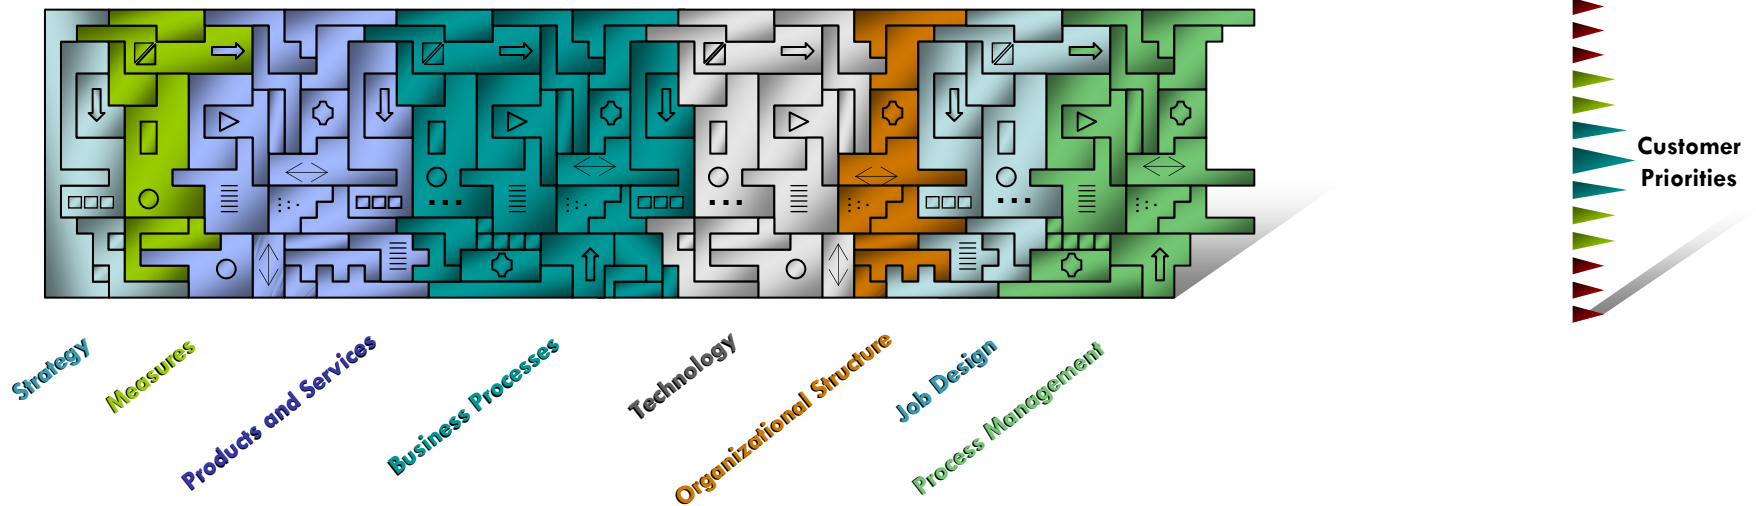 Customer
Priorities
Strategy
Measures
Products and Services
Business Processes
Technology
Organizational Structure
Job Design
Process Management